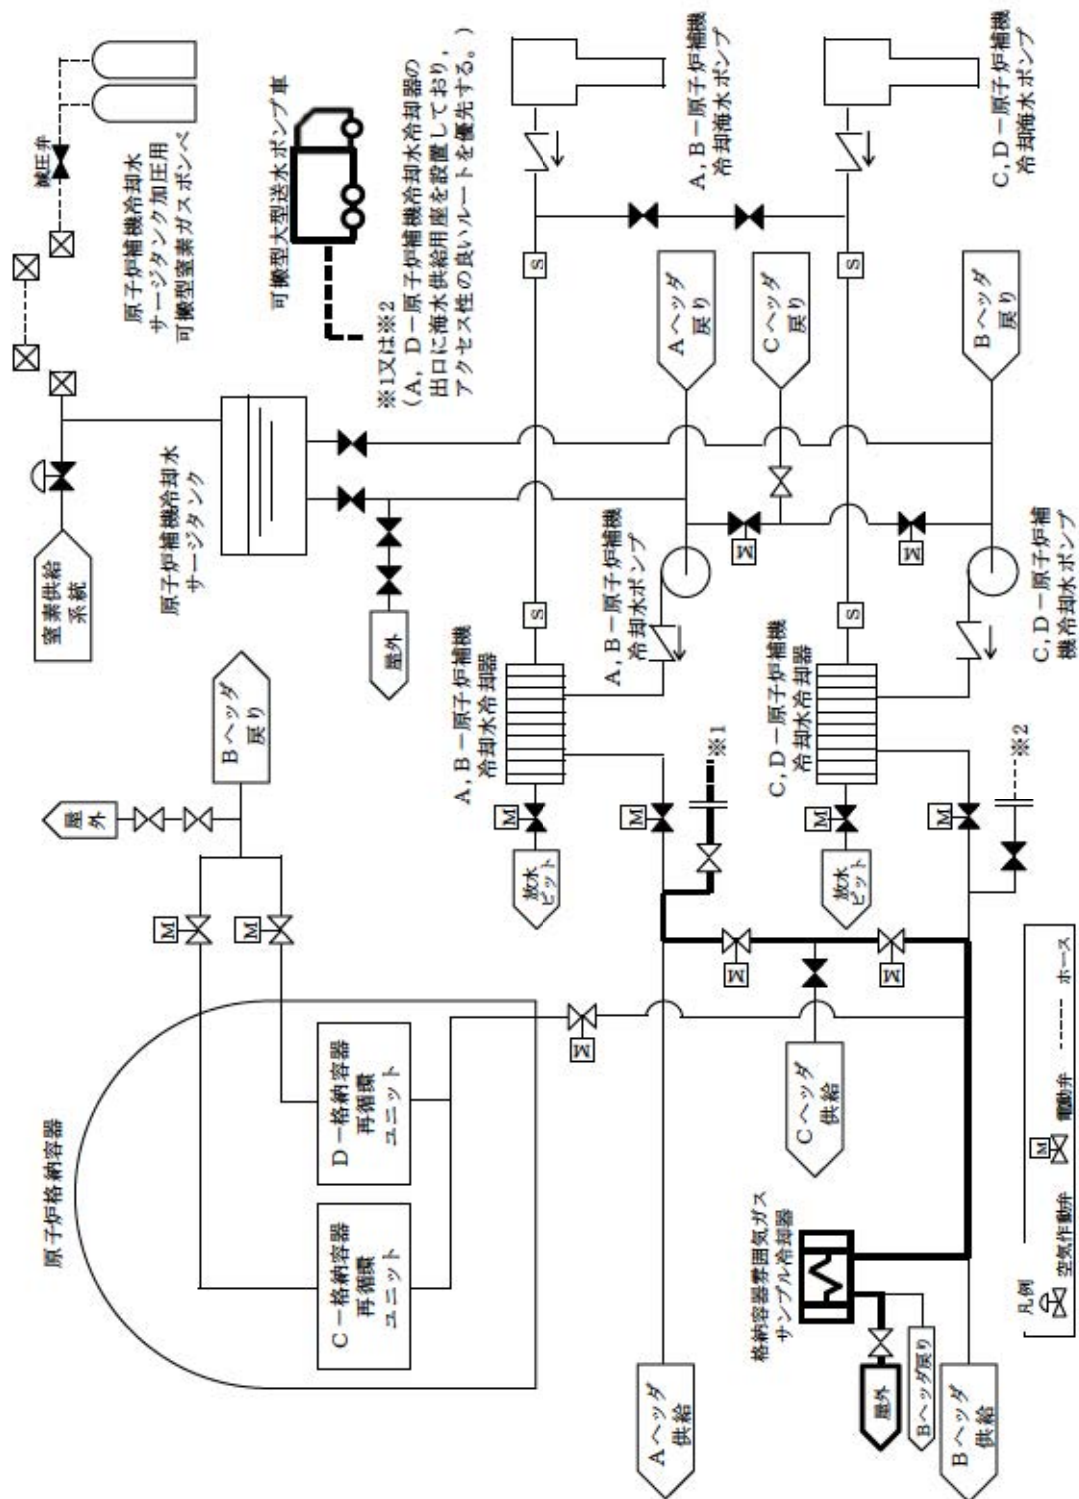 原子炉格納容器
C－格納容器
再循環
ユニット
D－格納容器
再循環
ユニット
M
M
M
屋外
Bヘッダ
戻り
窒素供給
系統
原子炉補機冷却水
サージタンク
屋外
減圧弁
原子炉補機冷却水
サージタンク加圧用
可搬型窒素ガスボンベ
可搬型大型送水ポンプ車
※1又は※2
(A，D－原子炉補機冷却水冷却器の
出口に海水供給用座を設置しており，
アクセス性の良いルートを優先する。)
A，B－原子炉補機
冷却水冷却器
M
放水
ピット
M
S
S
A，B－原子炉補機
冷却海水ポンプ
※1
A，B－原子炉補機
冷却水ポンプ
Aヘッダ
戻り
Cヘッダ
戻り
M
M
C，D－原子炉補機
冷却水冷却器
M
放水
ピット
M
S
S
C，D－原子炉補機
冷却海水ポンプ
※2
C，D－原子炉補
機冷却水ポンプ
Bヘッダ
戻り
Aヘッダ
供給
M
M
Cヘッダ
供給
格納容器雰囲気ガス
サンプル冷却器
屋外
Bヘッダ戻り
Bヘッダ
供給
凡例
空気作動弁
M
電動弁
ホース